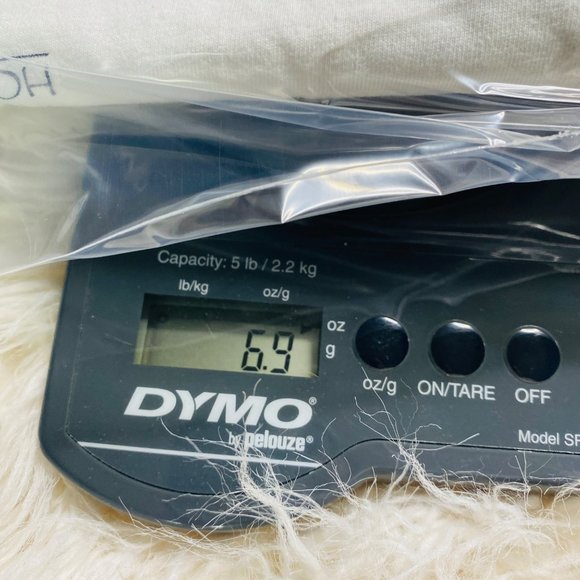 HO
Capacity: 5 lb / 2.2 kg
lb/kg oz/g
6.9 oz
g
oz/g ON/TARE OFF
DYMO®
by pelouze®
Model SP